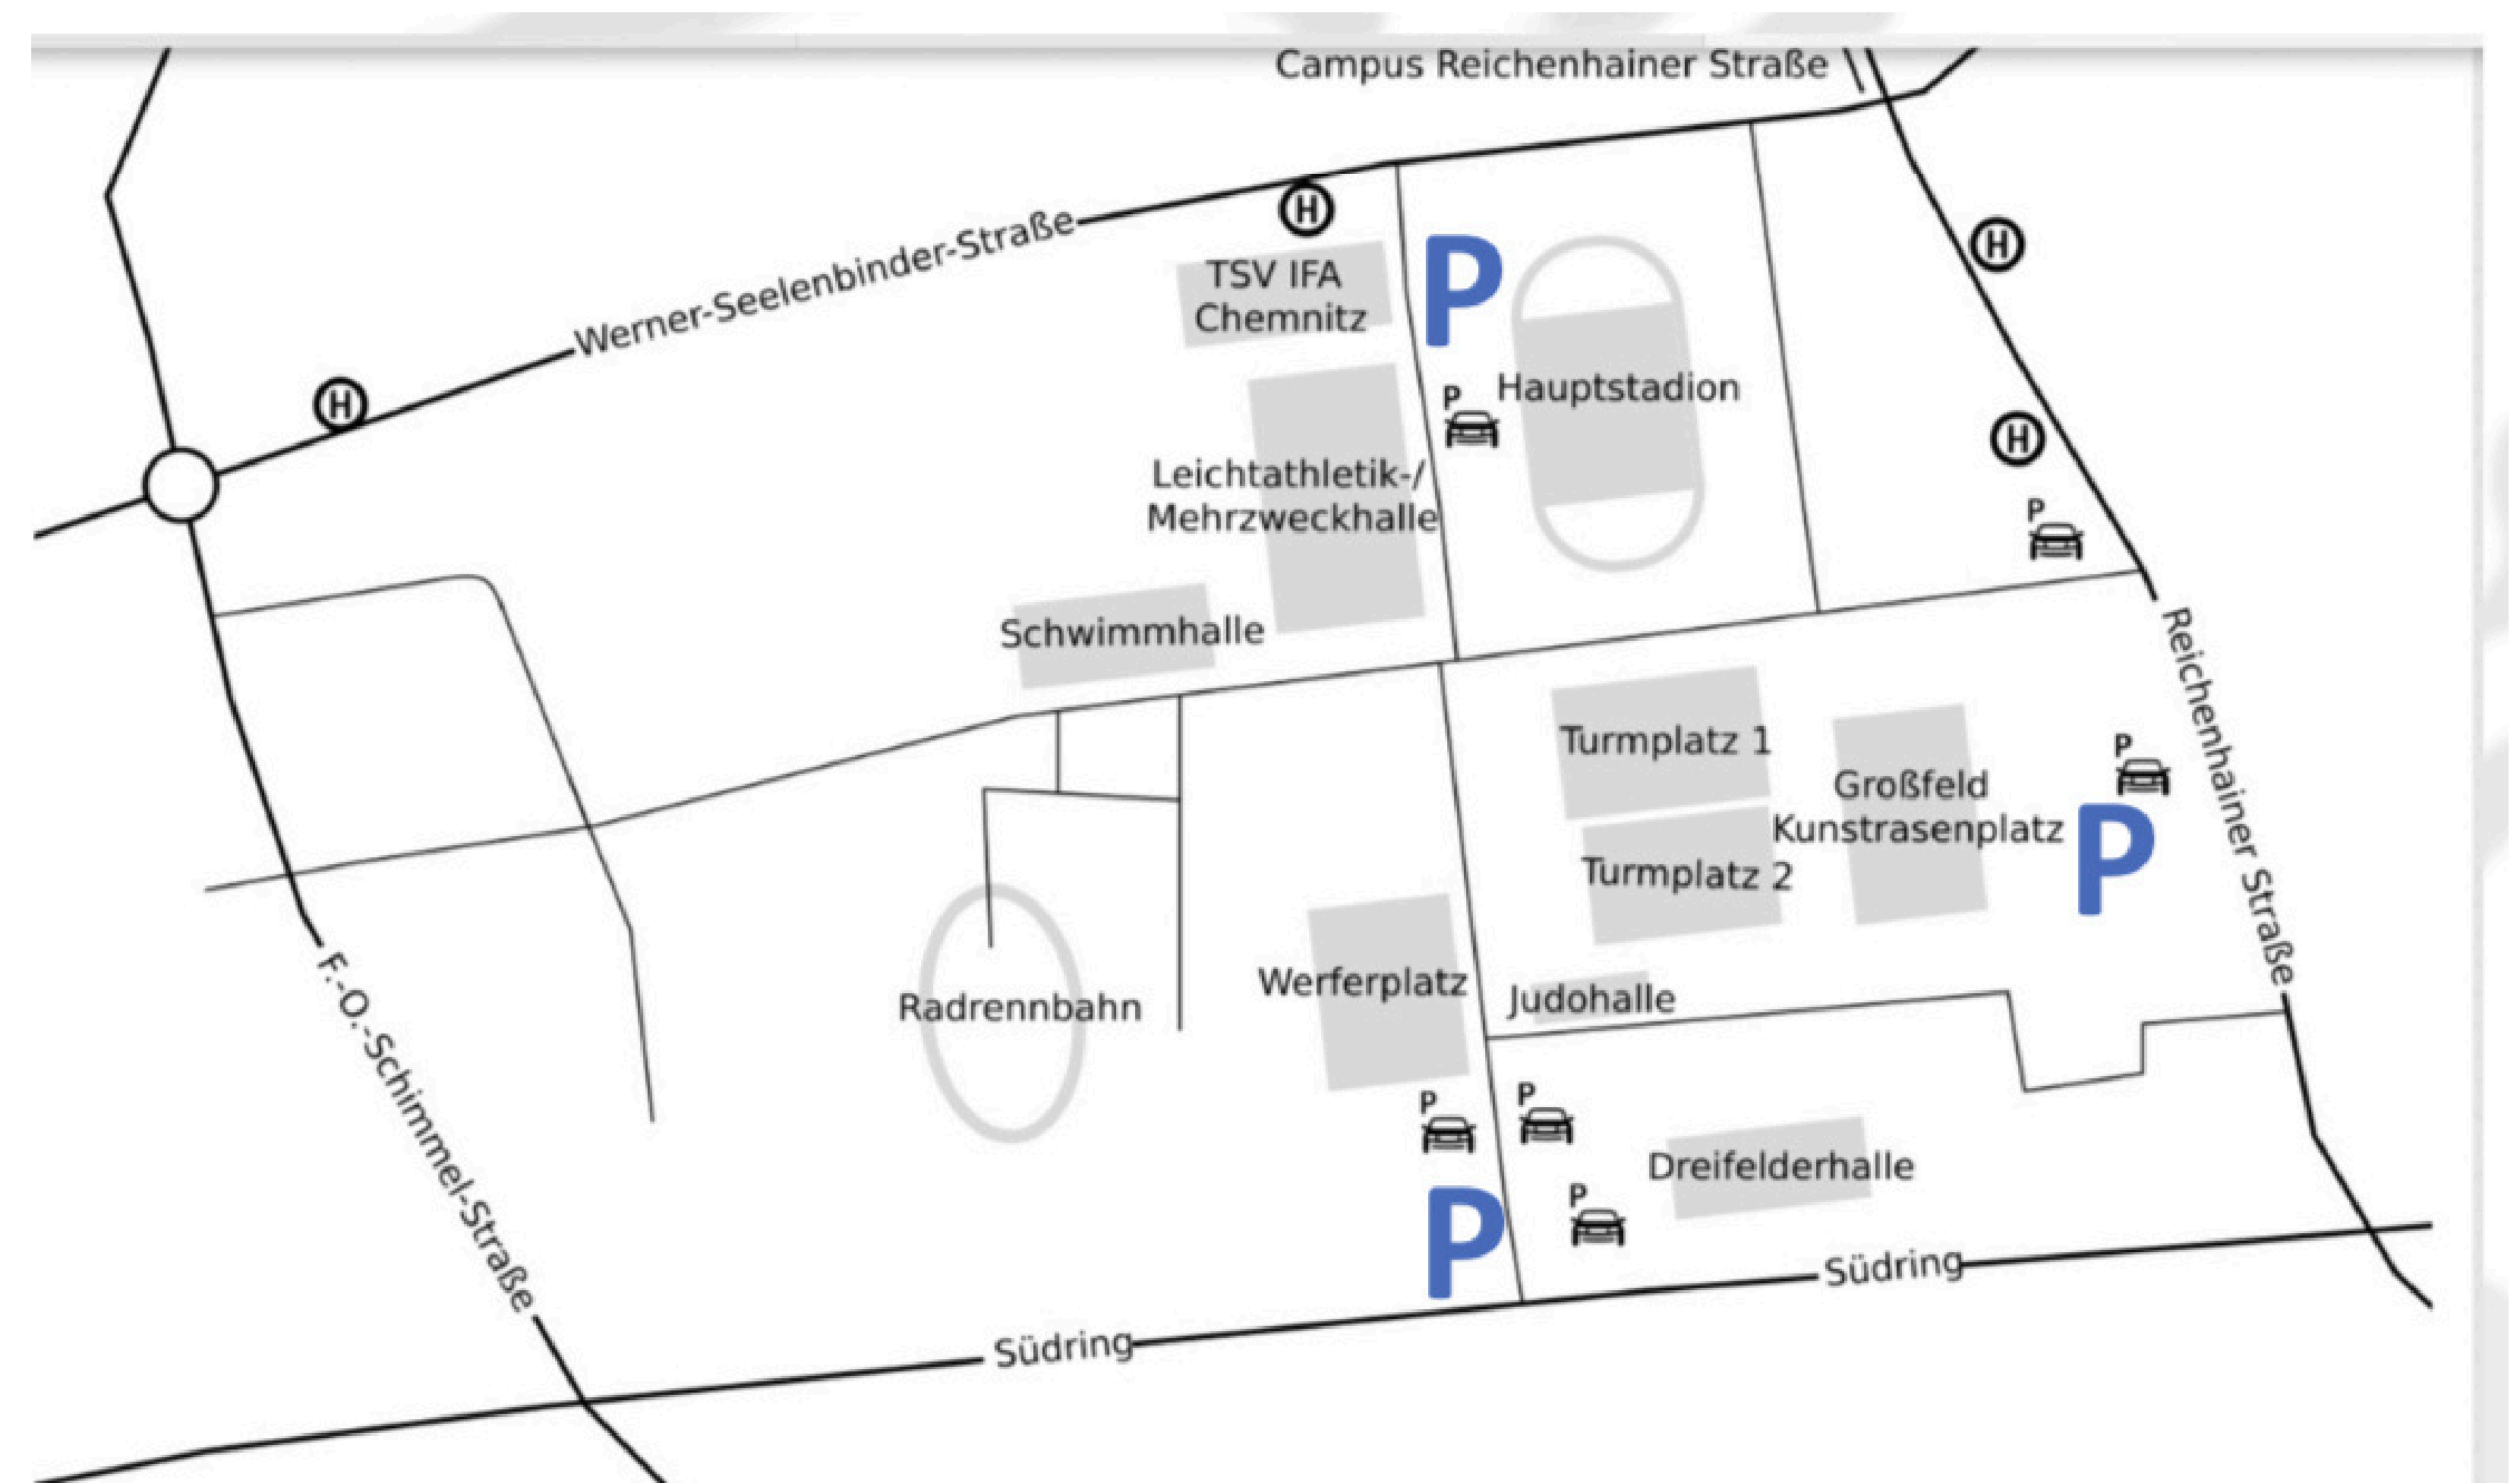 Campus Reichenhainer Straße
H
Werner-Seelenbinder-Straße
H
TSV IFA
Chemnitz
P
H
P
Hauptstadion
H
H
Leichtathletik-/
Mehrzweckhalle
P
Schwimmhalle
Reichenhainer Straße
Turmplatz 1
P
Großfeld
Kunstrasenplatz
P
Turmplatz 2
F.-O.-Schimmel-Straße
Radrennbahn
Werferplatz
Judohalle
P
P
Dreifelderhalle
P
P
Südring
Südring